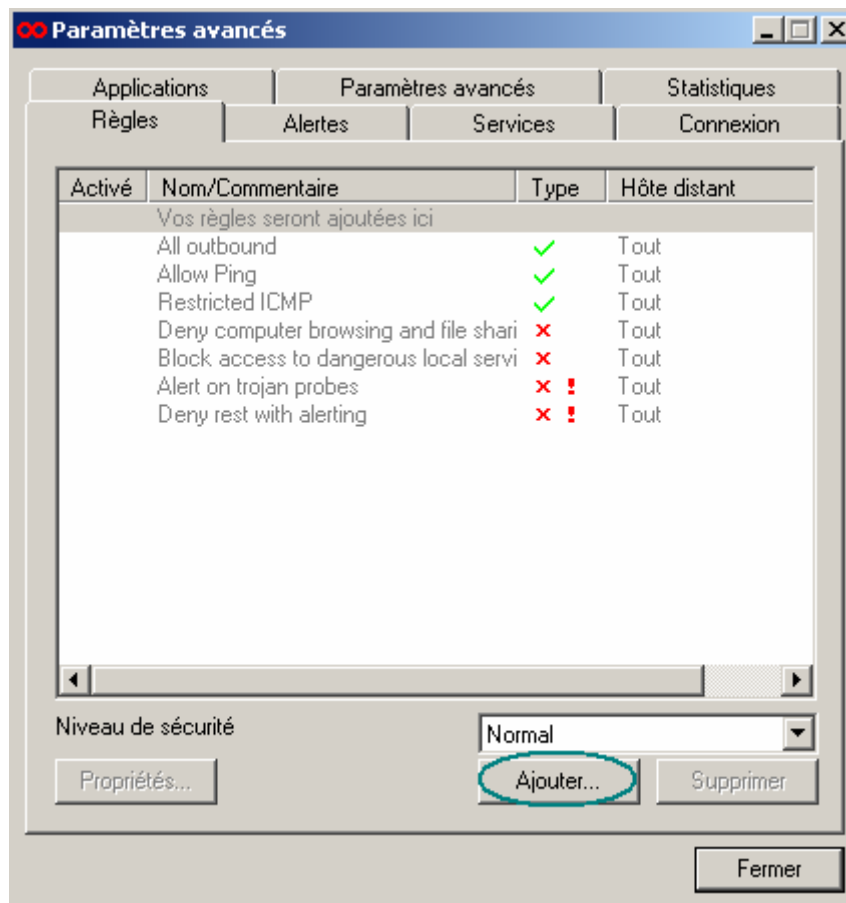 Paramètres avancés
Applications Paramètres avancés Statistiques
Règles Alertes Services Connexion
Activé Nom/Commentaire Type Hôte distant
Vos règles seront ajoutées ici
All outbound Tout
Allow Ping Tout
Restricted ICMP Tout
Deny computer browsing and file shari Tout
Block access to dangerous local servi Tout
Alert on trojan probes Tout
Deny rest with alerting Tout
Niveau de sécurité Normal
Propriétés... Ajouter... Supprimer
Fermer